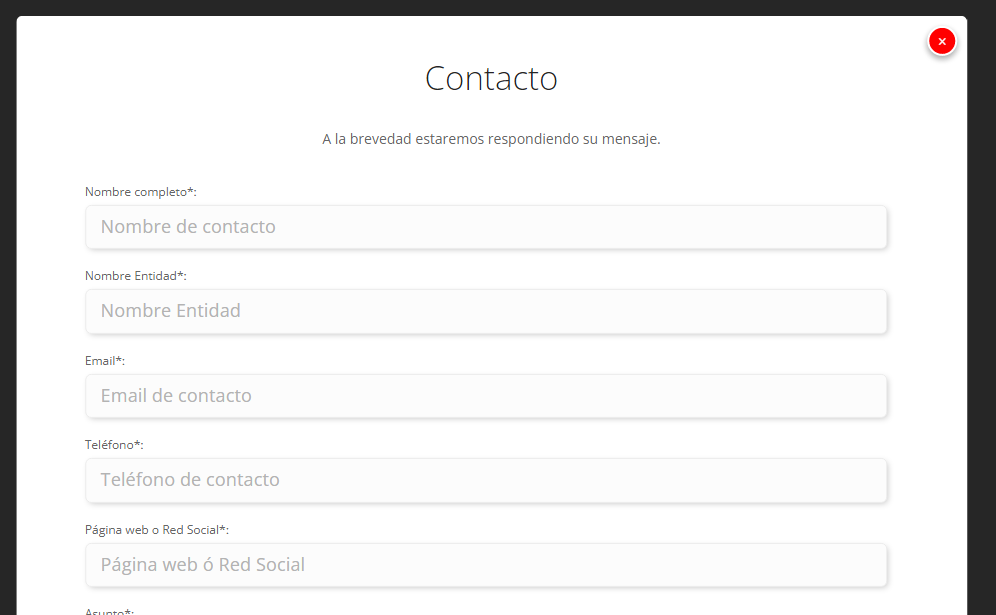 ×
Contacto
A la brevedad estaremos respondiendo su mensaje.
Nombre completo*:
Nombre de contacto
Nombre Entidad*:
Nombre Entidad
Email*:
Email de contacto
Teléfono*:
Teléfono de contacto
Página web o Red Social*:
Página web ó Red Social
Asunto*: